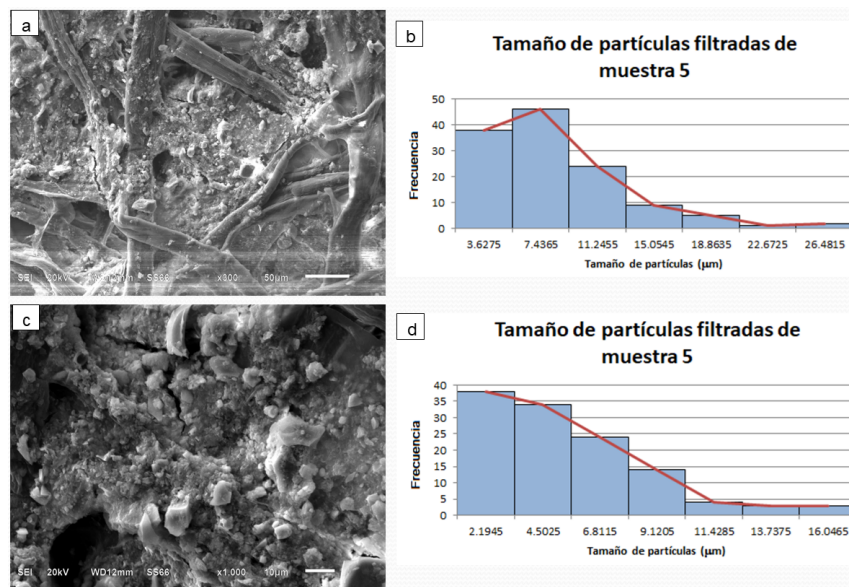 a
SEI 20kV SS66 x300 50µm
b
Tamaño de partículas filtradas de
muestra 5
Frecuencia
50
40
30
20
10
0
3.6275 7.4365 11.2455 15.0545 18.8635 22.6725 26.4815
Tamaño de partículas (µm)
c
SEI 20kV WD12mm SS66 x1.000 10µm
d
Tamaño de partículas filtradas de
muestra 5
Frecuencia
40
35
30
25
20
15
10
5
0
2.1945 4.5025 6.8115 9.1205 11.4285 13.7375 16.0465
Tamaño de partículas (µm)